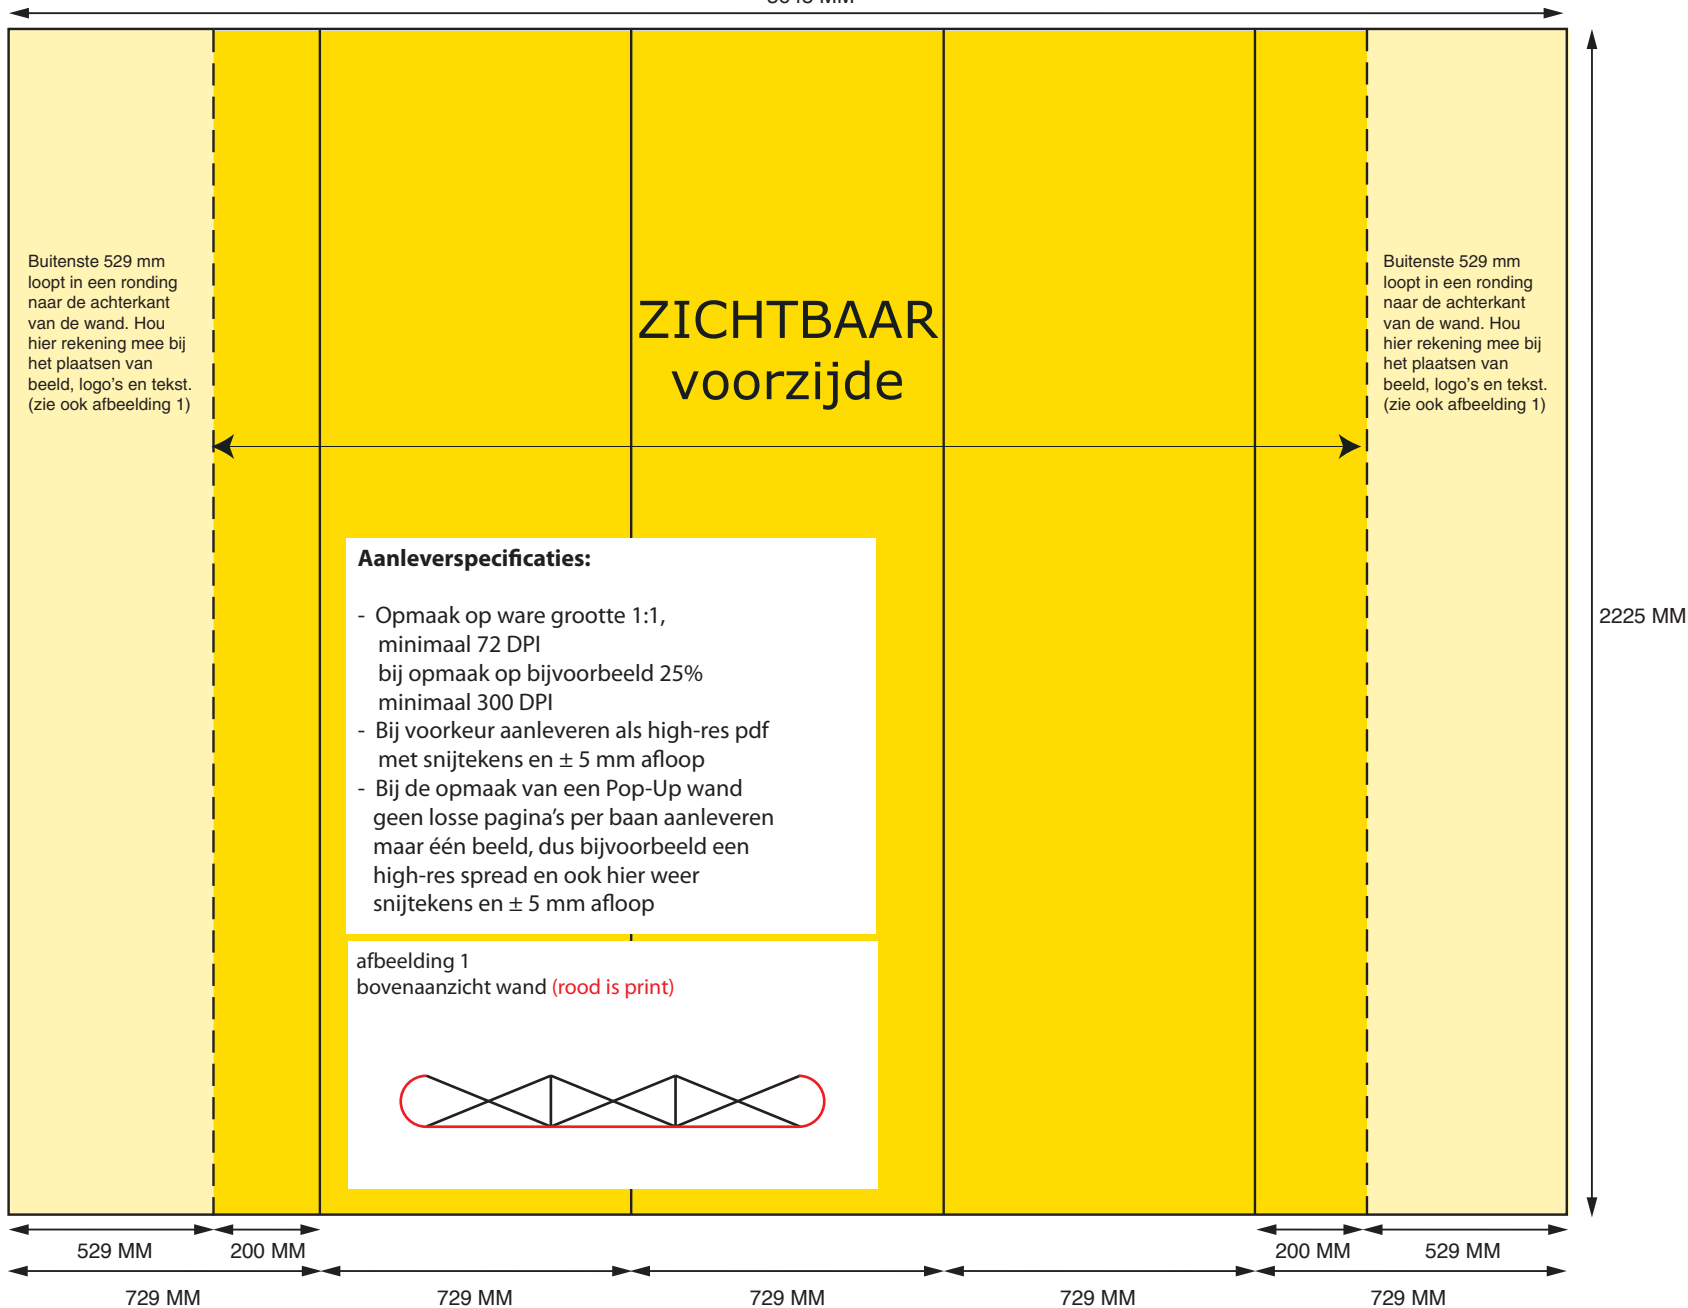 Buitenste 529 mm
loopt in een ronding
naar de achterkant
van de wand. Hou
hier rekening mee bij
het plaatsen van
beeld, logo's en tekst.
(zie ook afbeelding 1)
ZICHTBAAR
voorzijde
Buitenste 529 mm
loopt in een ronding
naar de achterkant
van de wand. Hou
hier rekening mee bij
het plaatsen van
beeld, logo's en tekst.
(zie ook afbeelding 1)
2225 MM
Aanleverspecificaties:
- Opmaak op ware grootte 1:1,
minimaal 72 DPI
bij opmaak op bijvoorbeeld 25%
minimaal 300 DPI
- Bij voorkeur aanleveren als high-res pdf
met snijtekens en ± 5 mm afloop
- Bij de opmaak van een Pop-Up wand
geen losse pagina's per baan aanleveren
maar één beeld, dus bijvoorbeeld een
high-res spread en ook hier weer
snijtekens en ± 5 mm afloop
afbeelding 1
bovenaanzicht wand (rood is print)
529 MM 200 MM 200 MM 529 MM
729 MM 729 MM 729 MM 729 MM 729 MM